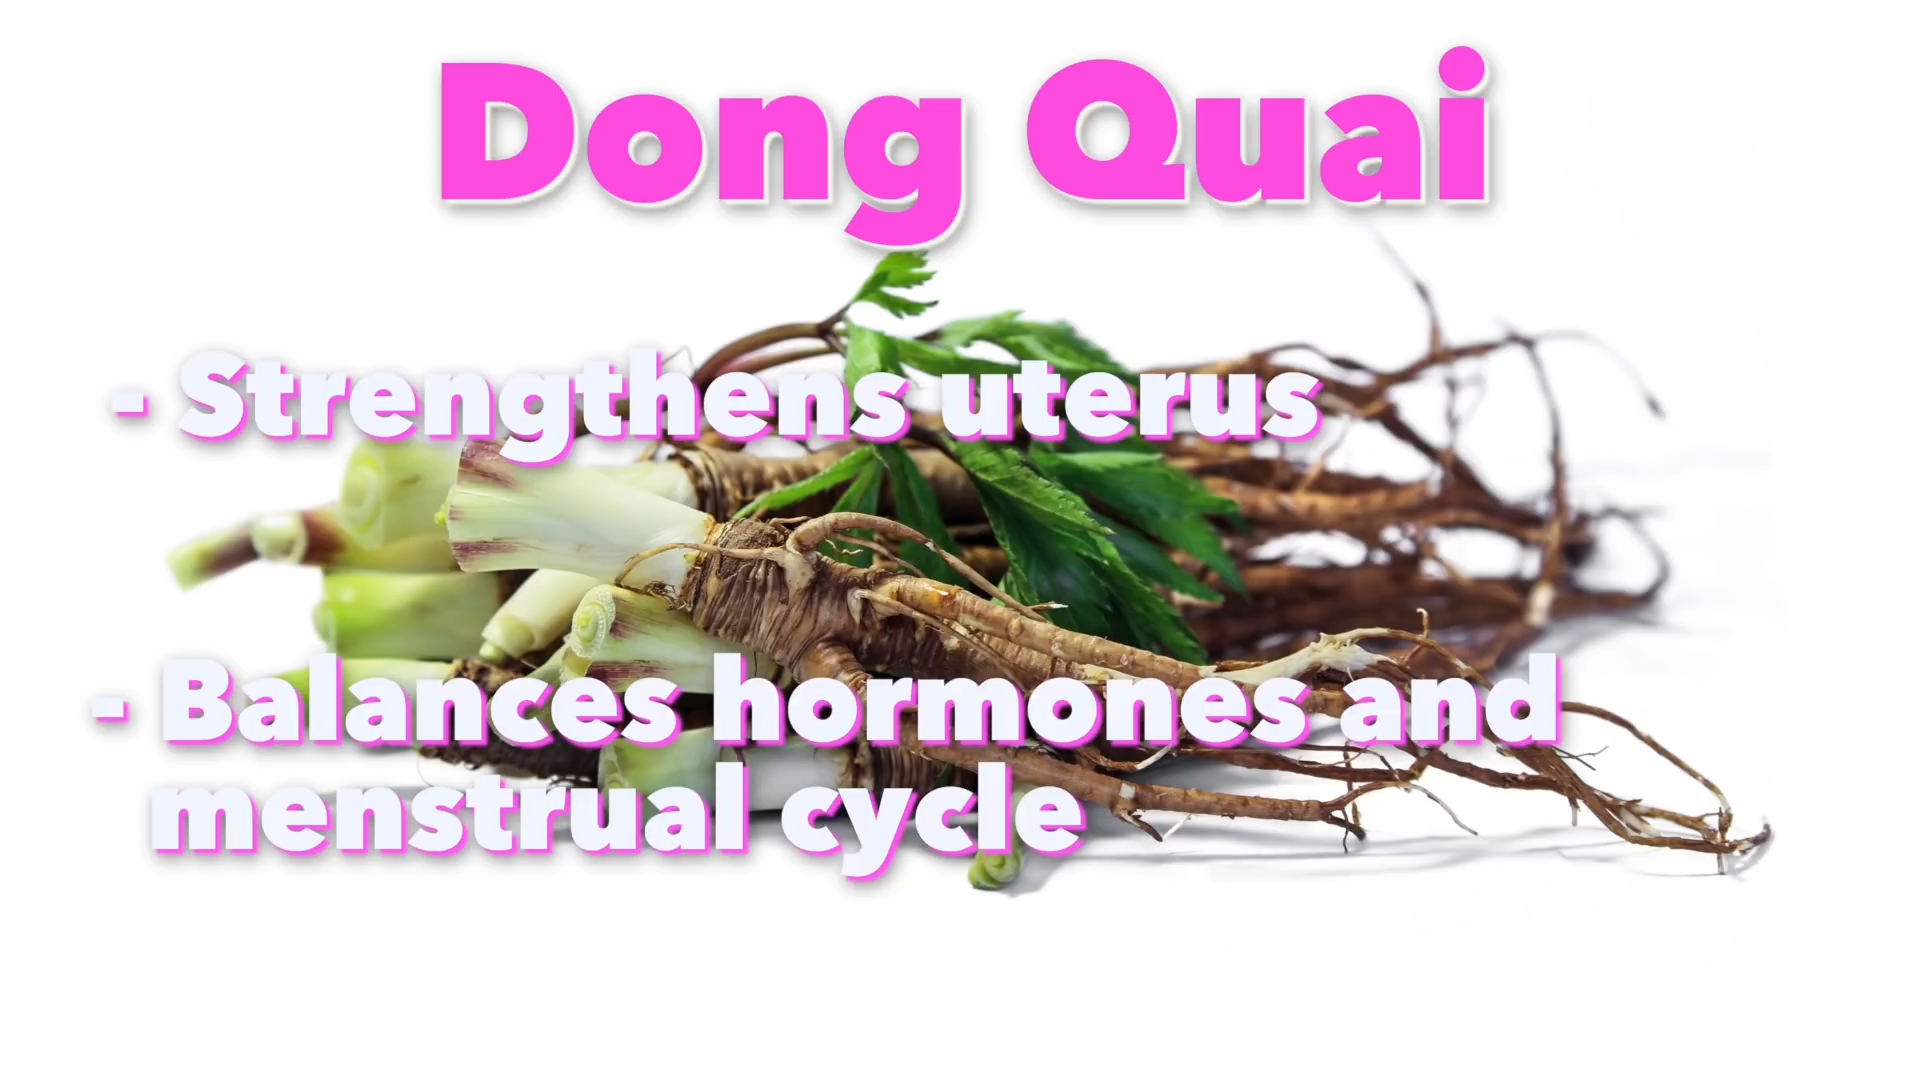 Dong Quai
- Strengthens uterus
- Balances hormones and
menstrual cycle